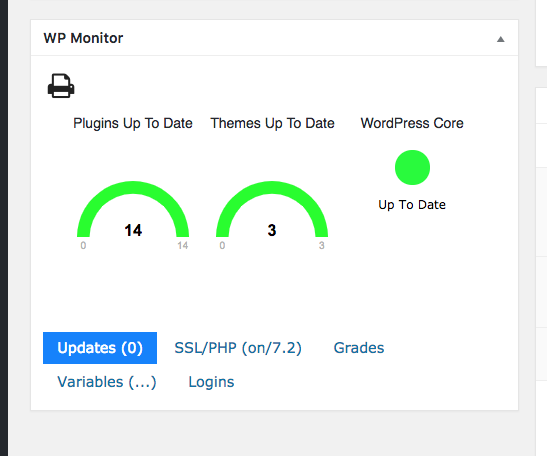 WP Monitor
Plugins Up To Date
Themes Up To Date
WordPress Core
14
0
14
3
0
3
Up To Date
Updates (0)
SSL/PHP (on/7.2)
Grades
Variables (...)
Logins